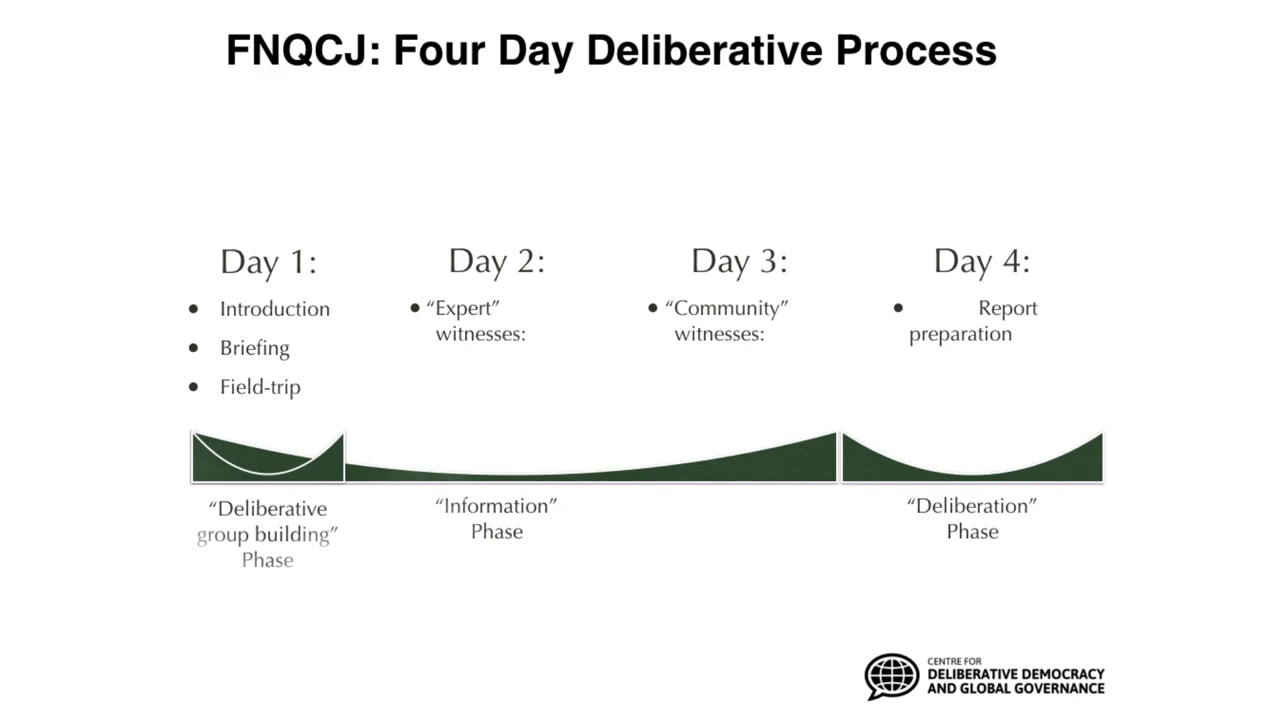 FNQCJ: Four Day Deliberative Process
Day 1:
• Introduction
• Briefing
• Field-trip
Day 2:
• “Expert”
witnesses:
Day 3:
• “Community”
witnesses:
Day 4:
• Report
preparation
“Deliberative
group building”
Phase
“Information”
Phase
“Deliberation”
Phase
CENTRE FOR
DELIBERATIVE DEMOCRACY
AND GLOBAL GOVERNANCE